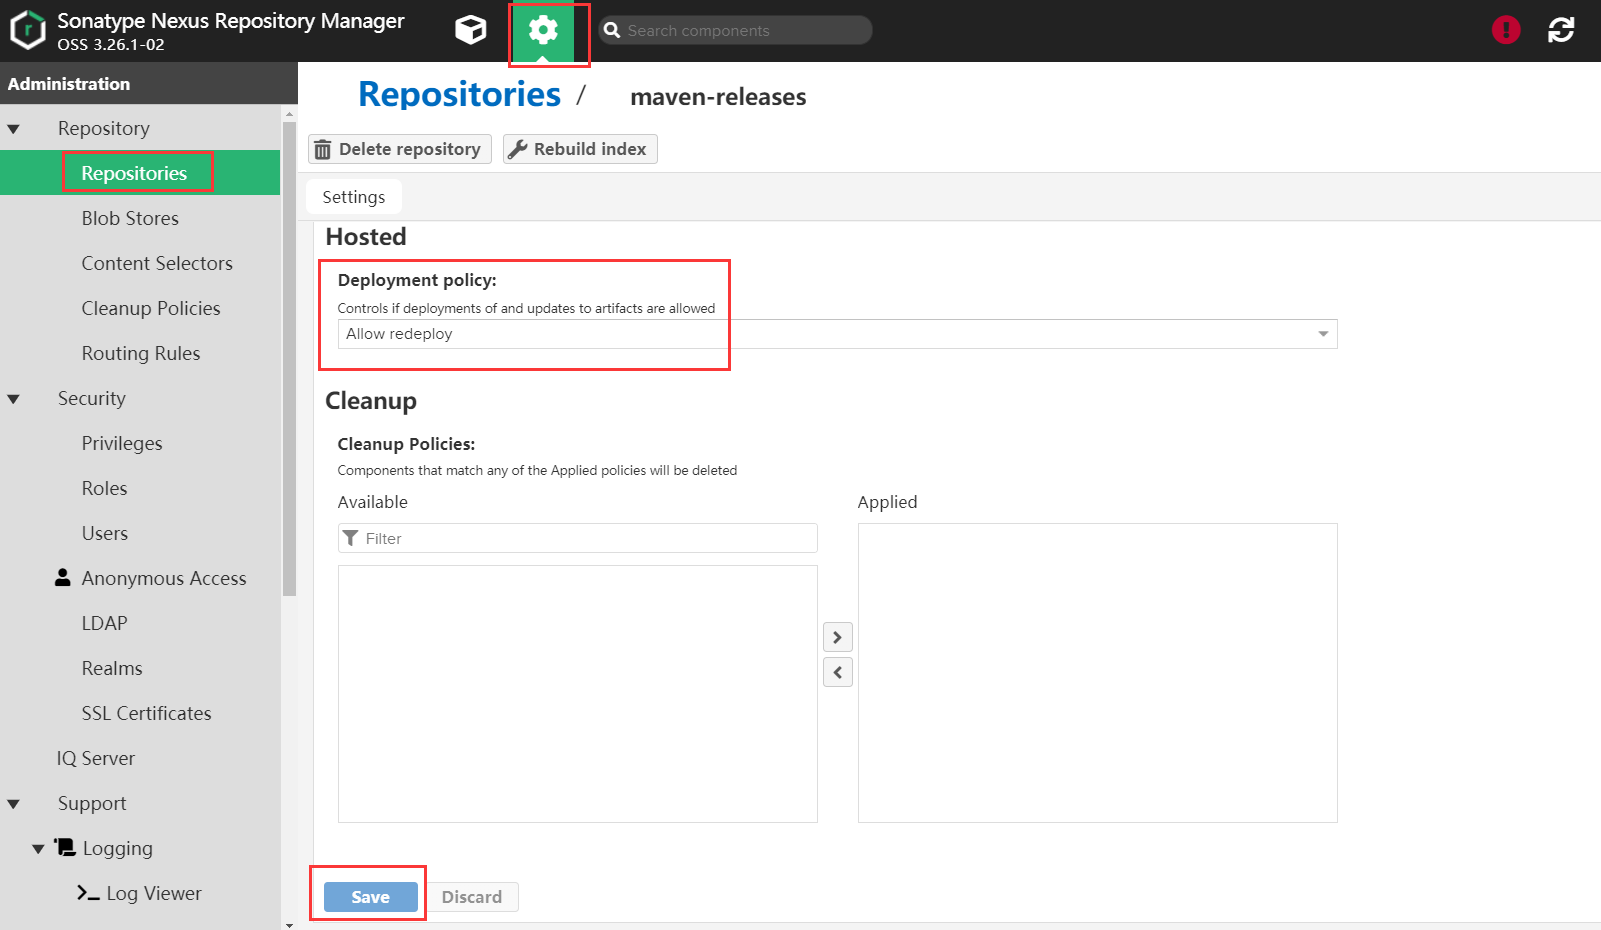 Sonatype Nexus Repository Manager
OSS 3.26.1-02
Search components
Administration
Repository
Repositories
Blob Stores
Content Selectors
Cleanup Policies
Routing Rules
Security
Privileges
Roles
Users
Anonymous Access
LDAP
Realms
SSL Certificates
IQ Server
Support
Logging
Log Viewer
Repositories / maven-releases
Delete repository
Rebuild index
Settings
Hosted
Deployment policy:
Controls if deployments of and updates to artifacts are allowed
Allow redeploy
Cleanup
Cleanup Policies:
Components that match any of the Applied policies will be deleted
Available
Applied
Filter
Save
Discard